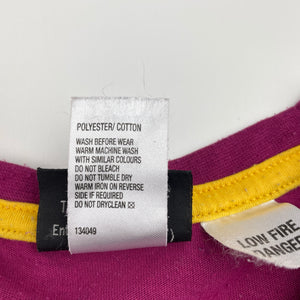 POLYESTER/ COTTON
WASH BEFORE WEAR
WARM MACHINE WASH
WITH SIMILAR COLOURS
DO NOT BLEACH
DO NOT TUMBLE DRY
WARM IRON ON REVERSE
SIDE IF REQUIRED
DO NOT DRYCLEAN
134049
LOW FIRE
DANGER